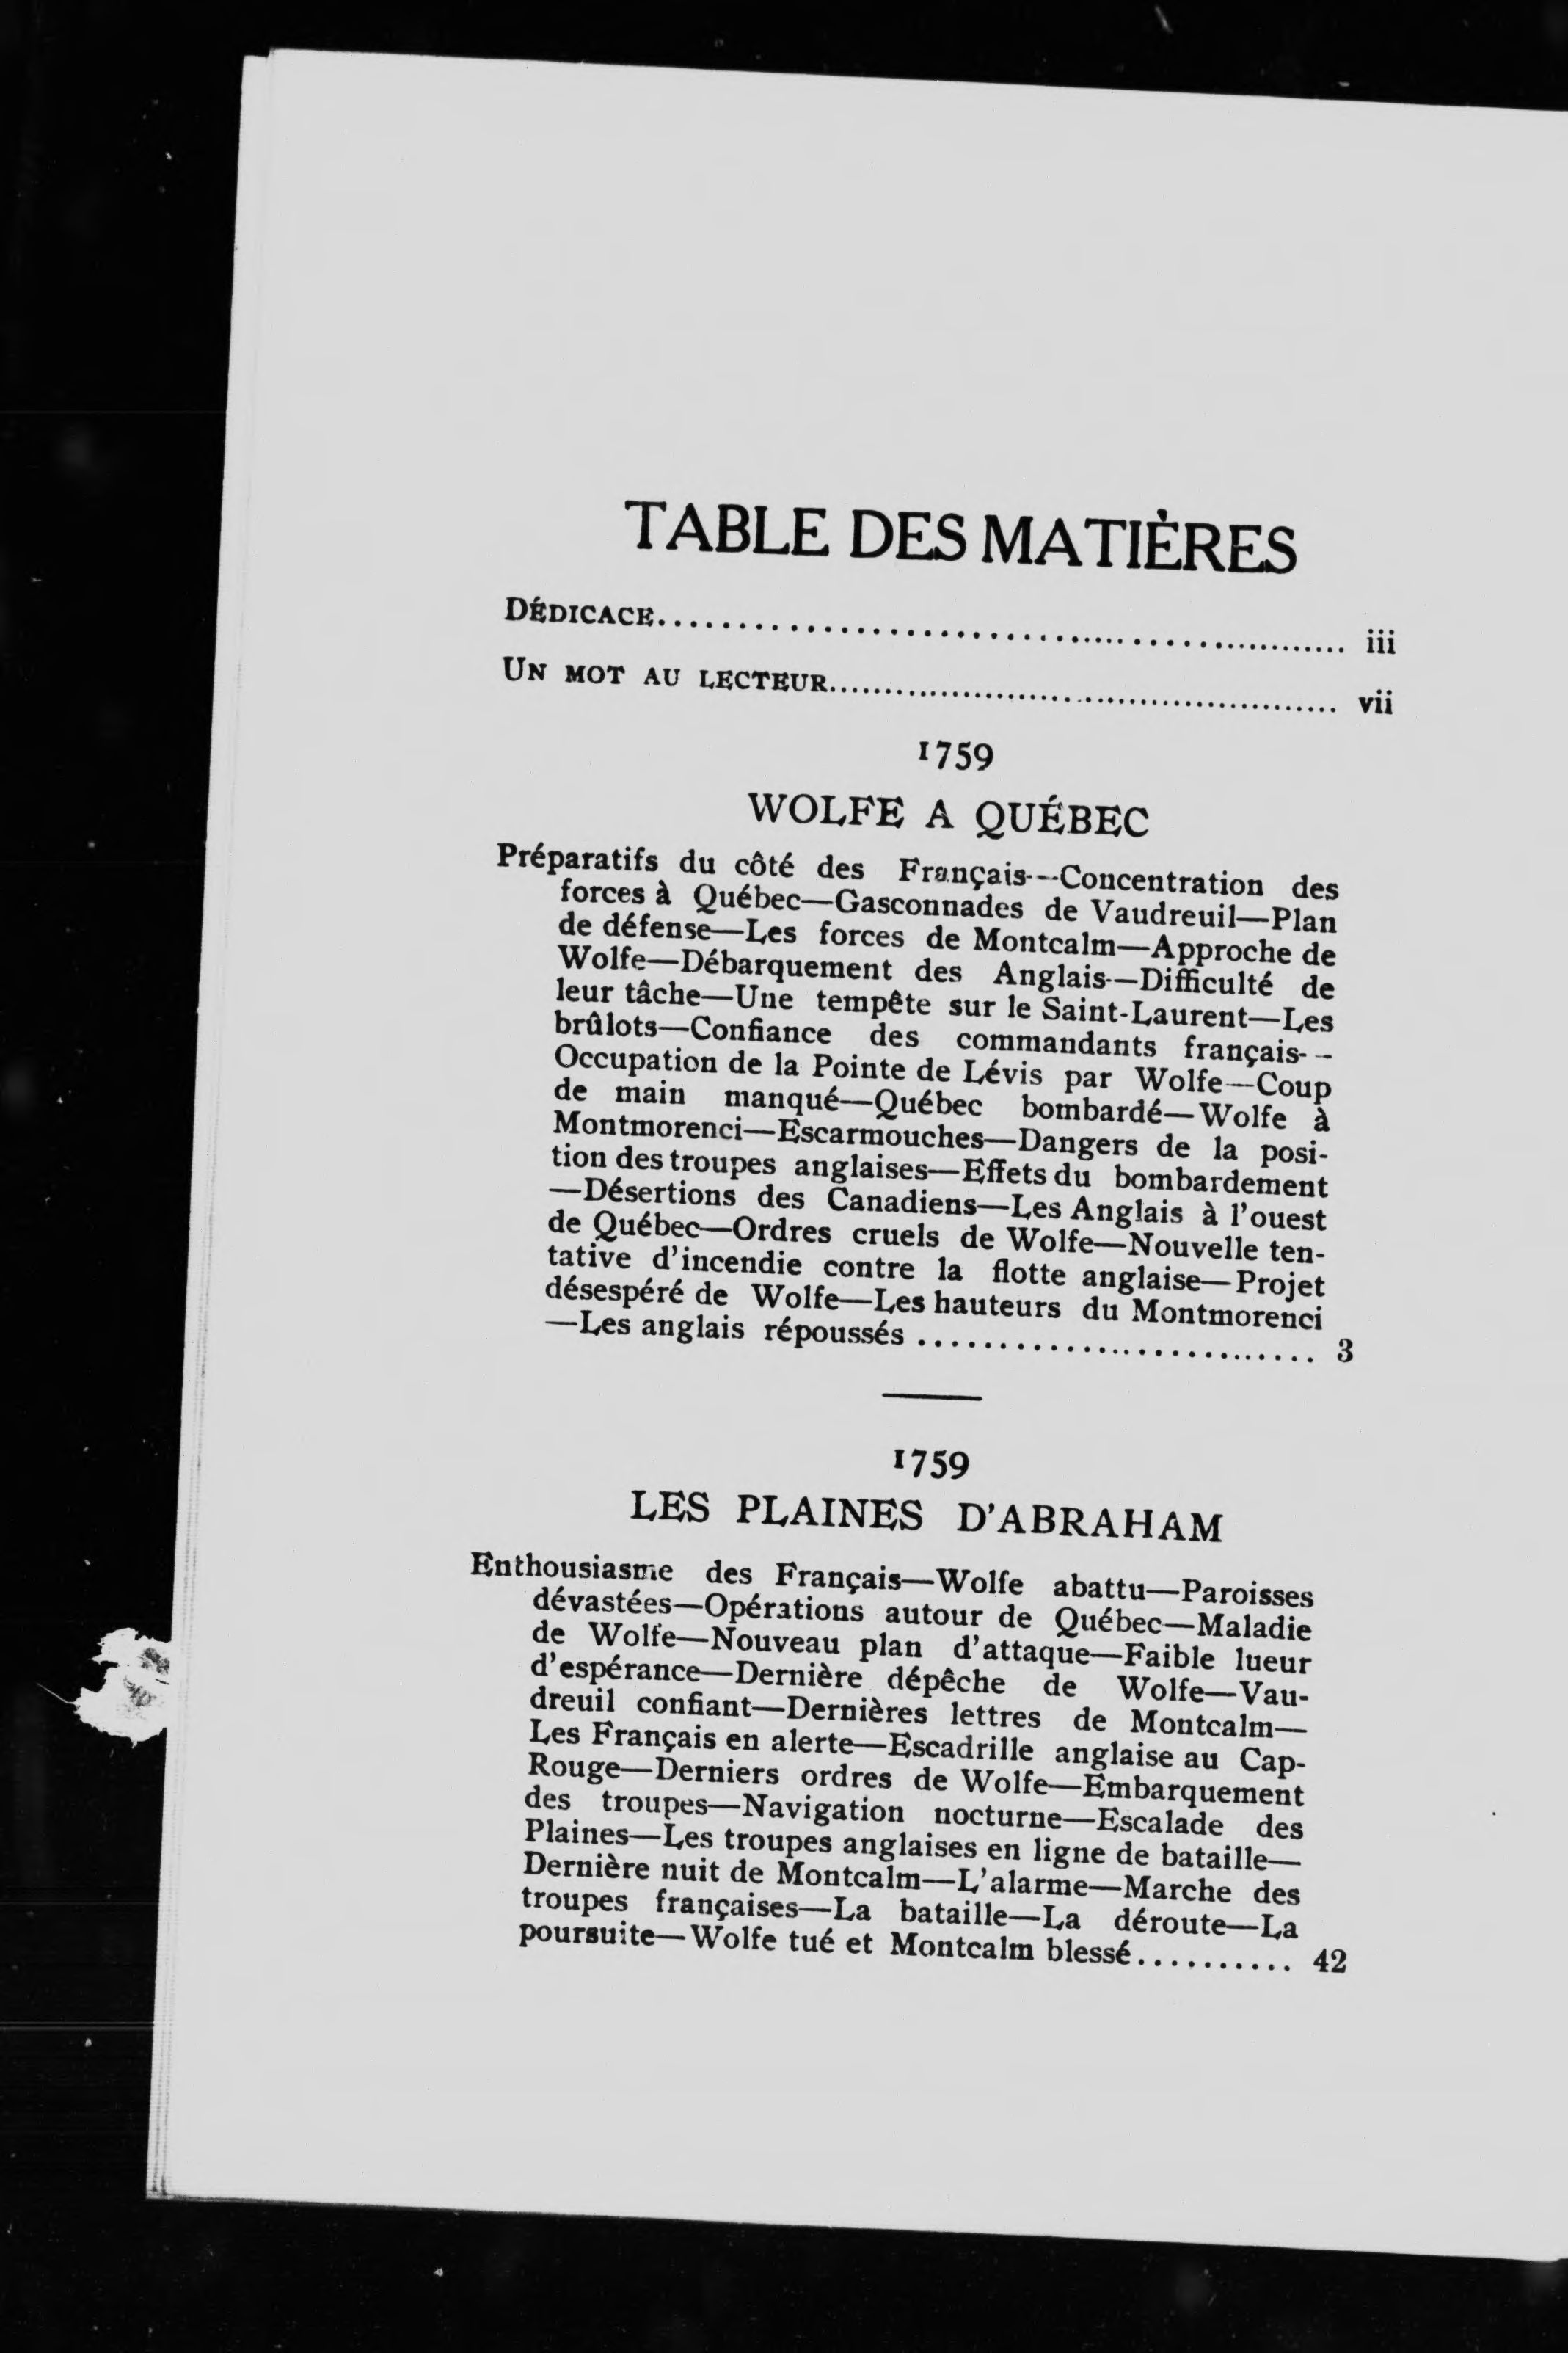 TABLE DES MATIÈRES
DÉDICACE............................................................ iii
UN MOT AU LECTEUR.................................................... vii
1759
WOLFE A QUÉBEC
Préparatifs du côté des Français—Concentration des
forces à Québec—Gasconnades de Vaudreuil—Plan
de défense—Les forces de Montcalm—Approche de
Wolfe—Débarquement des Anglais—Difficulté de
leur tâche—Une tempête sur le Saint-Laurent—Les
brûlots—Confiance des commandants français—
Occupation de la Pointe de Lévis par Wolfe—Coup
de main manqué—Québec bombardé—Wolfe à
Montmorenci—Escarmouches—Dangers de la posi-
tion des troupes anglaises—Effets du bombardement
—Désertions des Canadiens—Les Anglais à l'ouest
de Québec—Ordres cruels de Wolfe—Nouvelle ten-
tative d'incendie contre la flotte anglaise—Projet
désespéré de Wolfe—Les hauteurs du Montmorenci
—Les anglais répoussés ............................ 3
1759
LES PLAINES D'ABRAHAM
Enthousiasme des Français—Wolfe abattu—Paroisses
dévastées—Opérations autour de Québec—Maladie
de Wolfe—Nouveau plan d'attaque—Faible lueur
d'espérance—Dernière dépêche de Wolfe—Vau-
dreuil confiant—Dernières lettres de Montcalm—
Les Français en alerte—Escadrille anglaise au Cap-
Rouge—Derniers ordres de Wolfe—Embarquement
des troupes—Navigation nocturne—Escalade des
Plaines—Les troupes anglaises en ligne de bataille—
Dernière nuit de Montcalm—L'alarme—Marche des
troupes françaises—La bataille—La déroute—La
poursuite—Wolfe tué et Montcalm blessé.......... 42